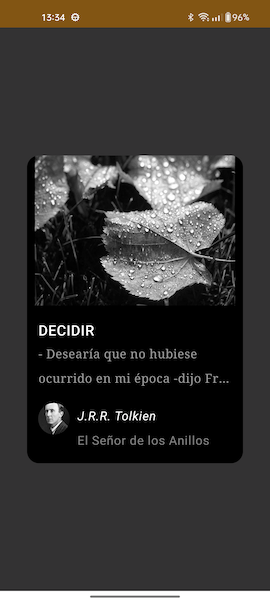 13:34
96%
DECIDIR
- Desearía que no hubiese
ocurrido en mi época -dijo Fr...
J.R.R. Tolkien
El Señor de los Anillos